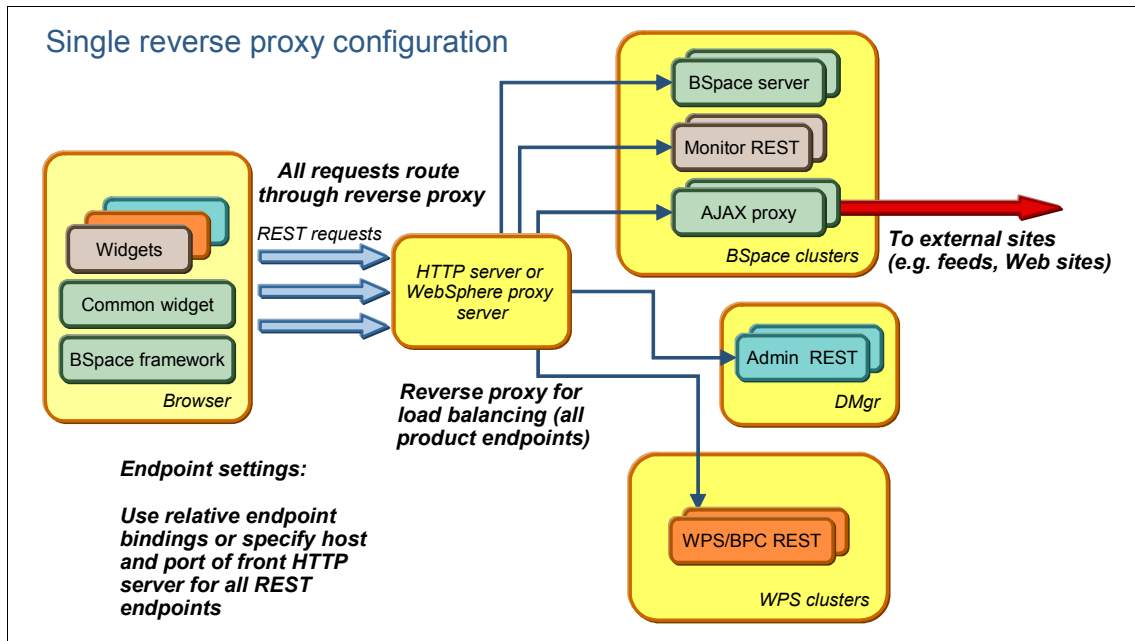 Single reverse proxy configuration
Widgets
Common widget
BSpace framework
Browser
All requests route
through reverse proxy
REST requests
HTTP server or
WebSphere proxy
server
Reverse proxy for
load balancing (all
product endpoints)
BSpace server
Monitor REST
AJAX proxy
BSpace clusters
To external sites
(e.g. feeds, Web sites)
Admin REST
DMgr
WPS/BPC REST
WPS clusters
Endpoint settings:
Use relative endpoint
bindings or specify host
and port of front HTTP
server for all REST
endpoints